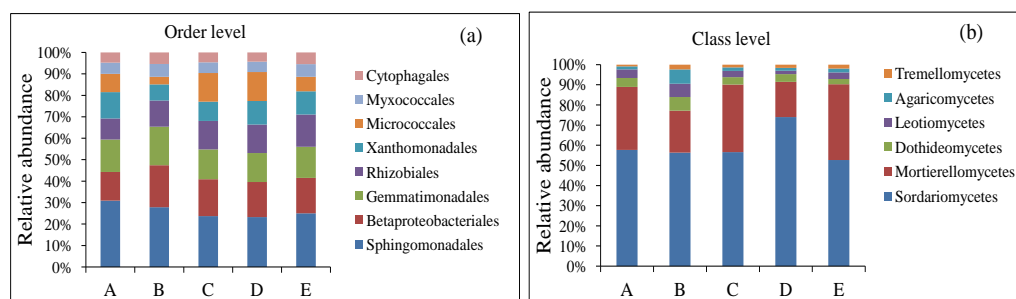 Order level
(a)
Relative abundance
100%
90%
80%
70%
60%
50%
40%
30%
20%
10%
0%
A B C D E
Cytophagales
Myxococcales
Micrococcales
Xanthomonadales
Rhizobiales
Gemmatimonadales
Betaproteobacteriales
Sphingomonadales
Class level
(b)
Relative abundance
100%
90%
80%
70%
60%
50%
40%
30%
20%
10%
0%
A B C D E
Tremellomycetes
Agaricomycetes
Leotiomycetes
Dothideomycetes
Mortierellomycetes
Sordariomycetes